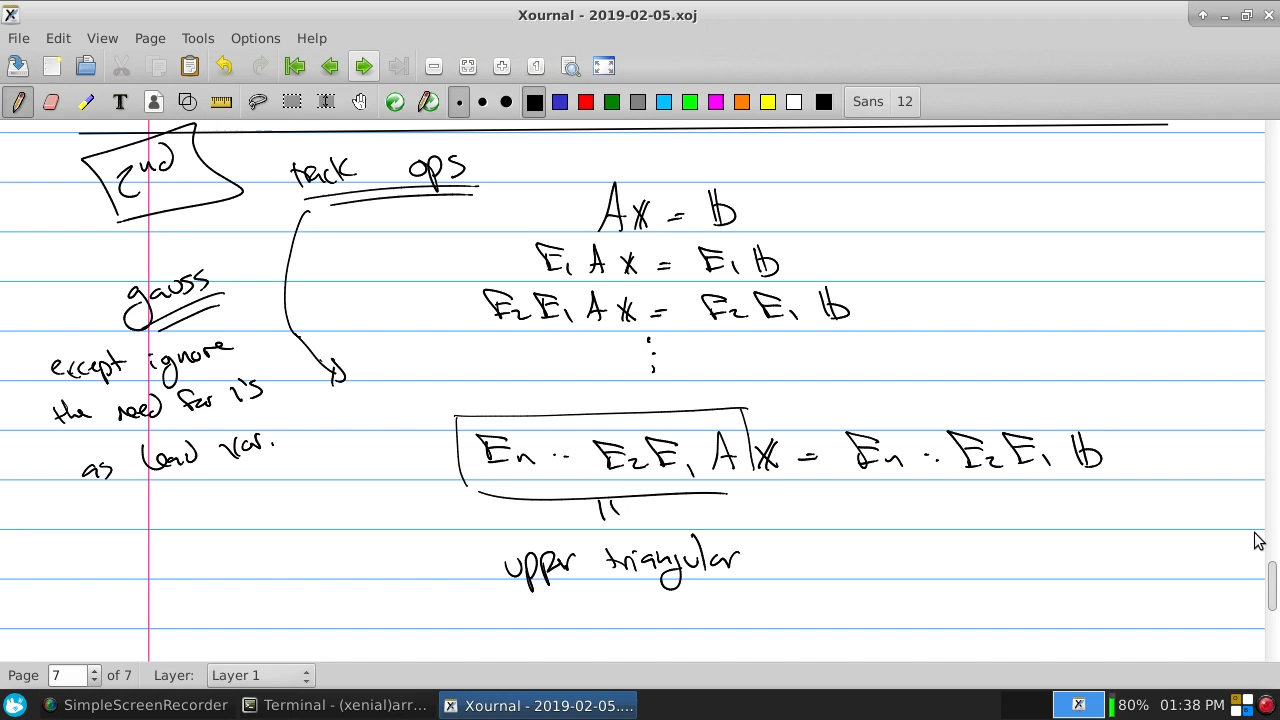 Xournal - 2019-02-05.xoj
File Edit View Page Tools Options Help
Sans 12
2nd
track ops
Ax = b
E1 A x = E1 b
E2 E1 A x = E2 E1 b
⋮
gauss
except ignore
the need for 1's
as lead var.
En ·· E2 E1 A x = En ·· E2 E1 b
"
upper triangular
Page 7 of 7 Layer: Layer 1
SimpleScreenRecorder Terminal - (xenial)arr... Xournal - 2019-02-05.... 80% 01:38 PM